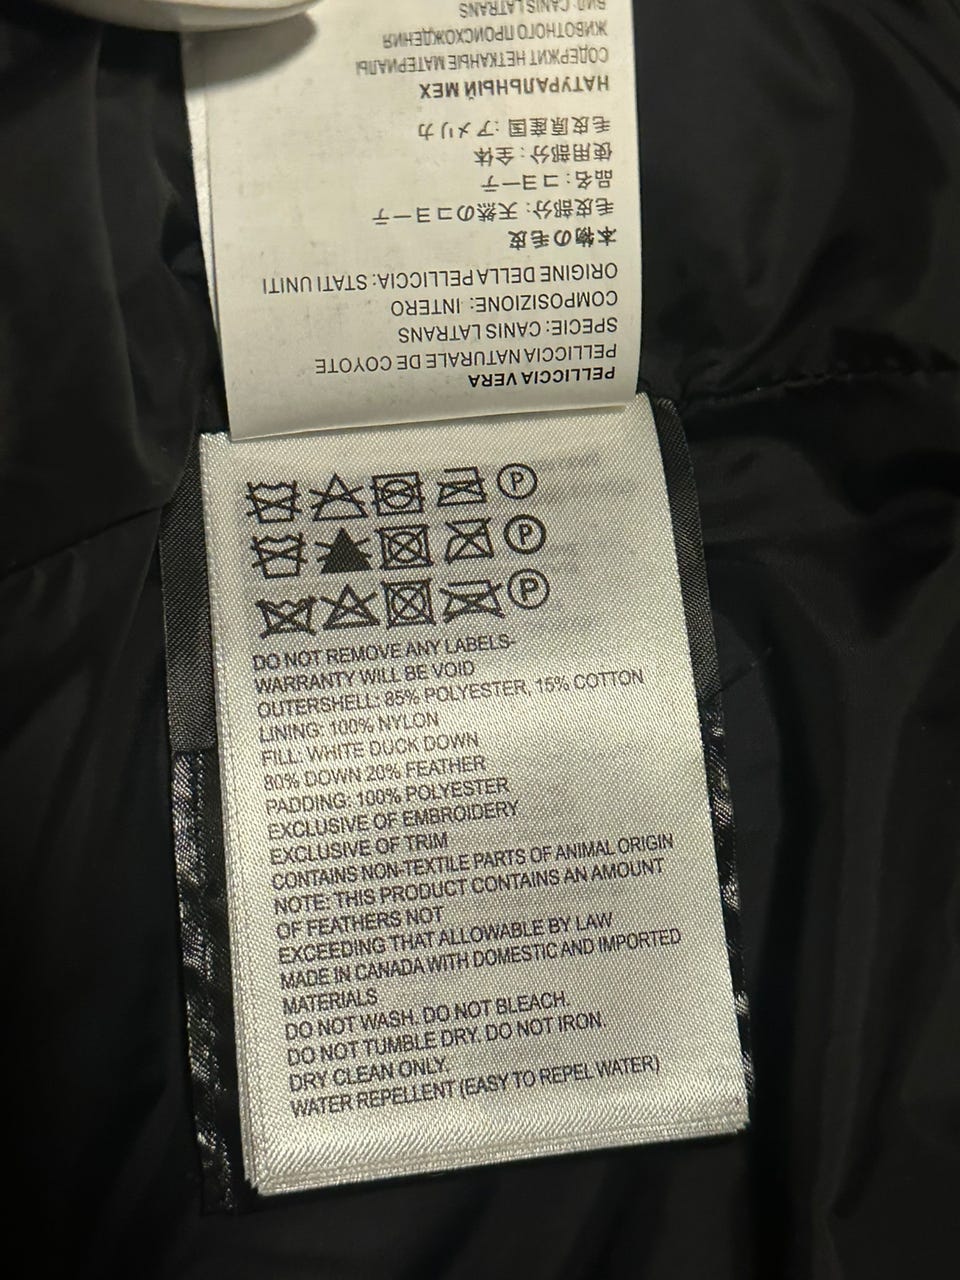 PELLICCIA VERA
PELLICCIA NATURALE DE COYOTE
SPECIE: CANIS LATRANS
COMPOSIZIONE: INTERO
ORIGINE DELLA PELLICCIA: STATI UNITI
本物の毛皮
毛皮部分: 天然のコヨーテ
品名: コヨーテ
使用部分: 全体
毛皮原産国 :アメリカ
НАТУРАЛЬНЫЙ МЕХ
СОДЕРЖИТ НЕТКАНЫЕ МАТЕРИАЛЫ
ЖИВОТНОГО ПРОИСХОЖДЕНИЯ
ВИД: CANIS LATRANS
P
P
P
DO NOT REMOVE ANY LABELS-
WARRANTY WILL BE VOID
OUTERSHELL: 85% POLYESTER, 15% COTTON
LINING: 100% NYLON
FILL: WHITE DUCK DOWN
80% DOWN 20% FEATHER
PADDING: 100% POLYESTER
EXCLUSIVE OF EMBROIDERY
EXCLUSIVE OF TRIM
CONTAINS NON-TEXTILE PARTS OF ANIMAL ORIGIN
NOTE: THIS PRODUCT CONTAINS AN AMOUNT
OF FEATHERS NOT
EXCEEDING THAT ALLOWABLE BY LAW
MADE IN CANADA WITH DOMESTIC AND IMPORTED
MATERIALS
DO NOT WASH. DO NOT BLEACH.
DO NOT TUMBLE DRY. DO NOT IRON.
DRY CLEAN ONLY.
WATER REPELLENT (EASY TO REPEL WATER)